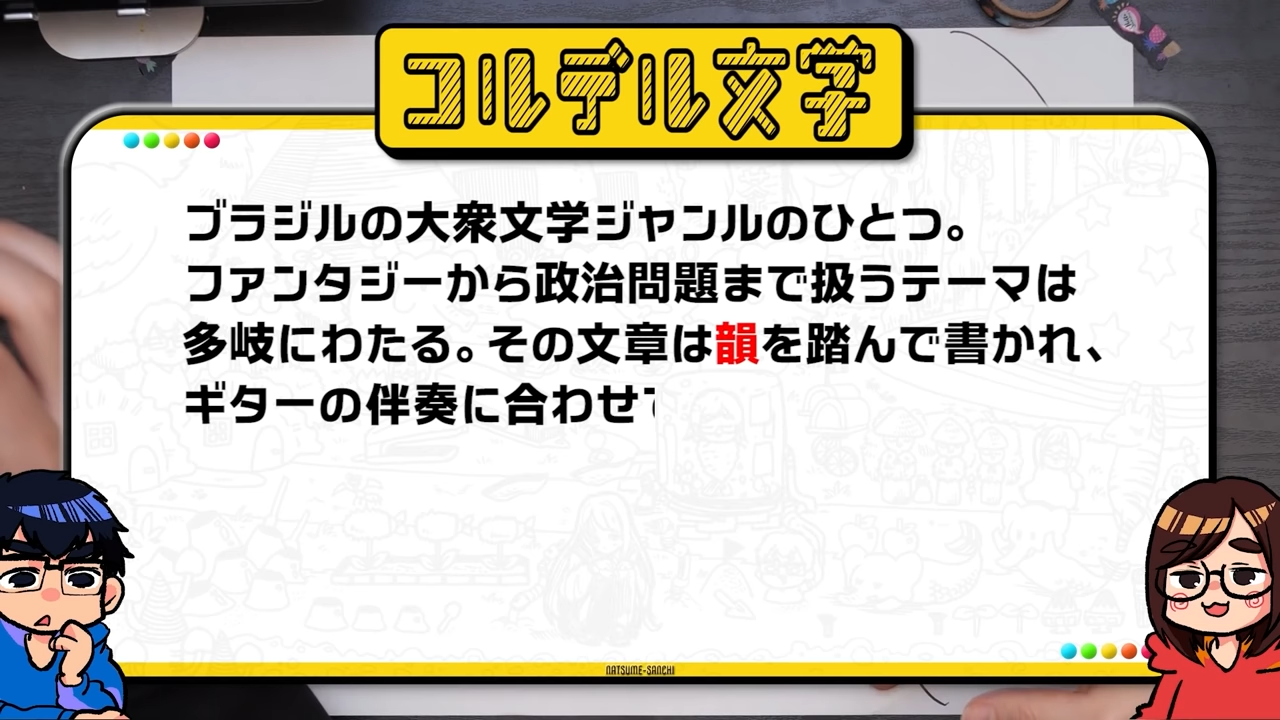 コルデル文学
ブラジルの大衆文学ジャンルのひとつ。
ファンタジーから政治問題まで扱うテーマは
多岐にわたる。その文章は韻を踏んで書かれ、
ギターの伴奏に合わせて
NATSUME-SANCHI